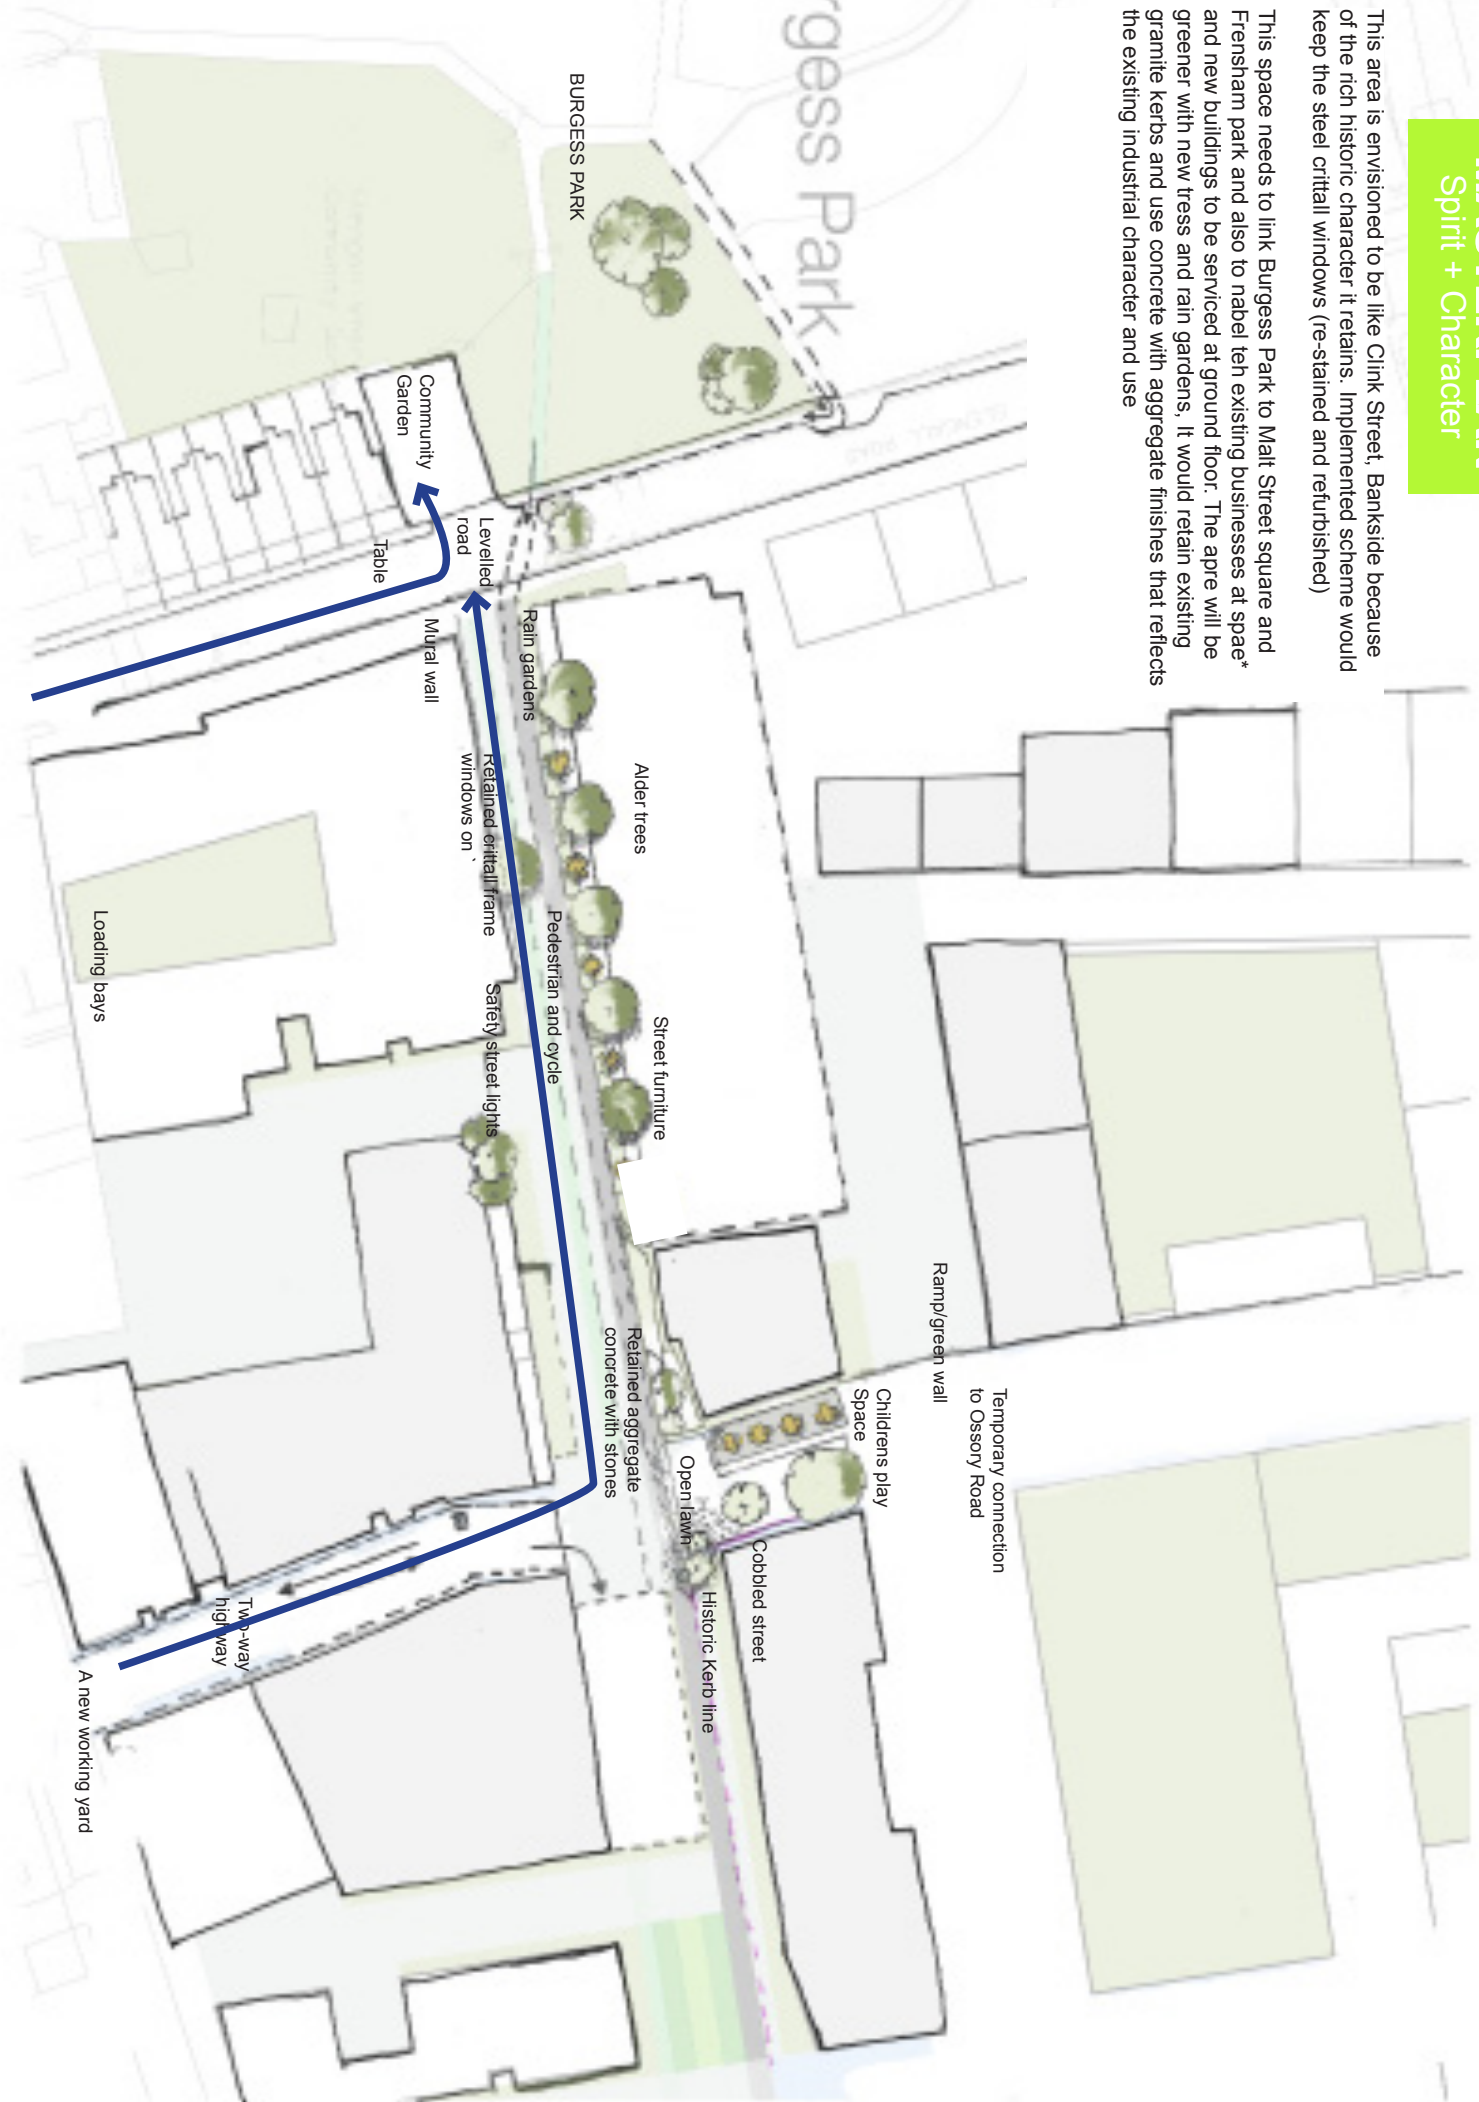 Spirit + Character
This area is envisioned to be like Clink Street, Bankside because
of the rich historic character it retains. Implemented scheme would
keep the steel crittall windows (re-stained and refurbished)
This space needs to link Burgess Park to Malt Street square and
Frensham park and also to nabel teh existing businesses at spae*
and new buildings to be serviced at ground floor. The apre will be
greener with new tress and rain gardens, It would retain existing
gramite kerbs and use concrete with aggregate finishes that reflects
the existing industrial character and use
rgess Park
BURGESS PARK
GLENGALL ROAD
Community
Garden
Levelled
road
Table
Mural wall
Rain gardens
Alder trees
Retained crittall frame
windows on `
Pedestrian and cycle
Street furniture
Safety street lights
Loading bays
Ramp/green wall
Temporary connection
to Ossory Road
Childrens play
Space
Retained aggregate
concrete with stones
Open lawn
Cobbled street
Historic Kerb line
Two-way
highway
A new working yard